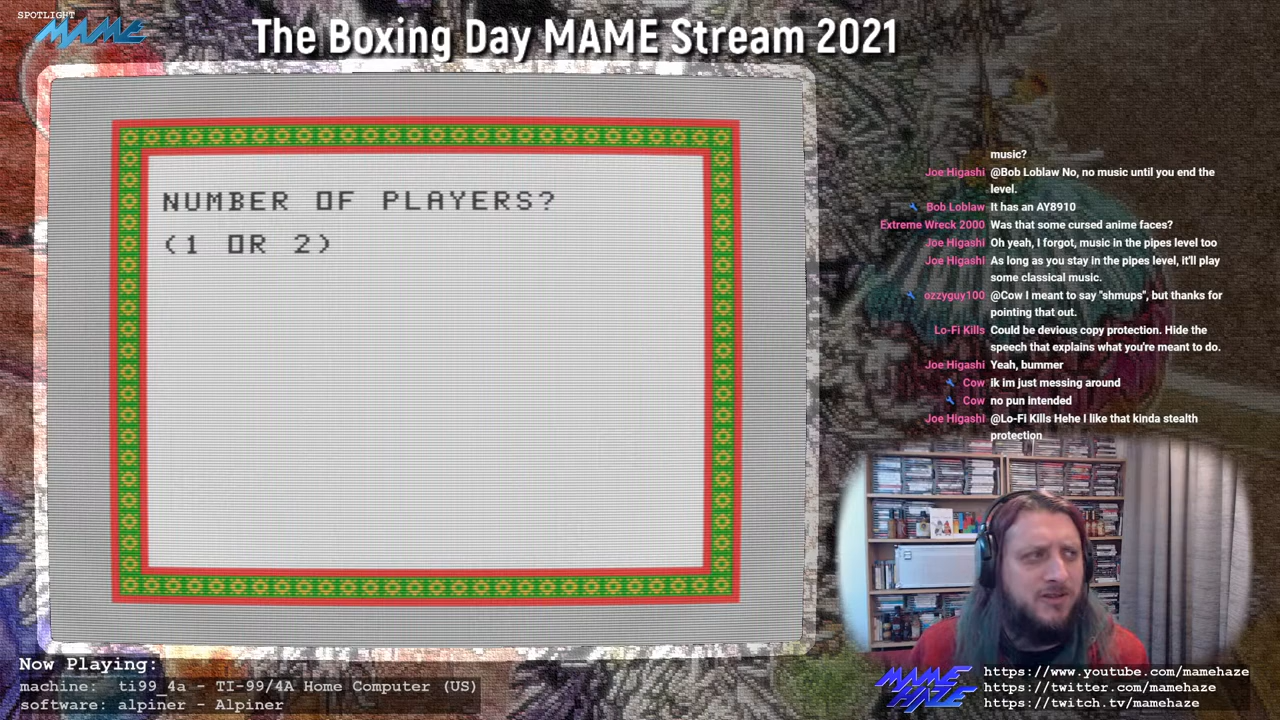 SPOTLIGHT
MAME
The Boxing Day MAME Stream 2021
NUMBER OF PLAYERS?
(1 OR 2)
music?
Joe Higashi @Bob Loblaw No, no music until you end the
level.
Bob Loblaw It has an AY8910
Extreme Wreck 2000 Was that some cursed anime faces?
Joe Higashi Oh yeah, I forgot, music in the pipes level too
Joe Higashi As long as you stay in the pipes level, it'll play
some classical music.
ozzyguy100 @Cow I meant to say "shmups", but thanks for
pointing that out.
Lo-Fi Kills Could be devious copy protection. Hide the
speech that explains what you're meant to do.
Joe Higashi Yeah, bummer
Cow ik im just messing around
Cow no pun intended
Joe Higashi @Lo-Fi Kills Hehe I like that kinda stealth
protection
Now Playing:
machine: ti99_4a - TI-99/4A Home Computer (US)
software: alpiner - Alpiner
MAME
HAZE
https://www.youtube.com/mamehaze
https://twitter.com/mamehaze
https://twitch.tv/mamehaze